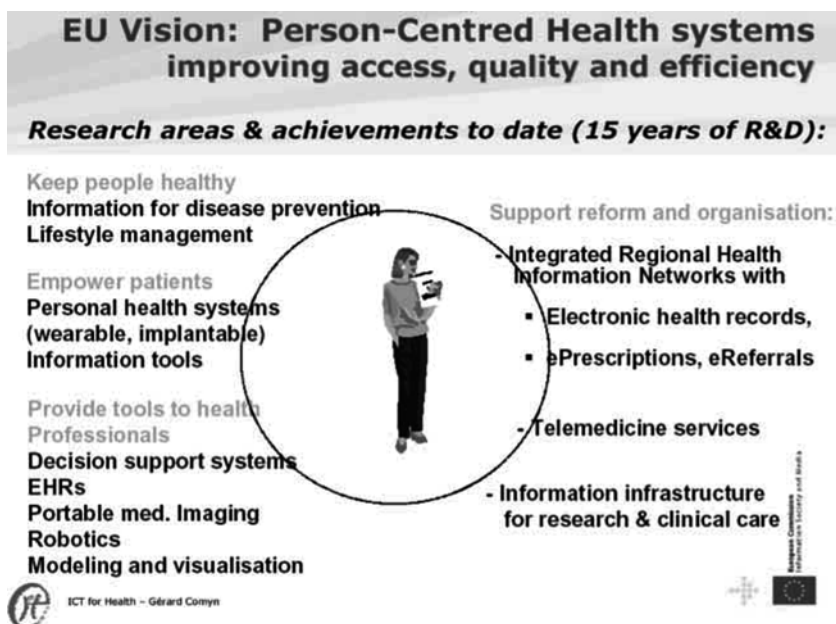 EU Vision: Person-Centred Health systems
improving access, quality and efficiency
Research areas & achievements to date (15 years of R&D):
Keep people healthy
Information for disease prevention
Lifestyle management
Empower patients
Personal health systems
(wearable, implantable)
Information tools
Provide tools to health
Professionals
Decision support systems
EHRs
Portable med. Imaging
Robotics
Modeling and visualisation
Support reform and organisation:
- Integrated Regional Health
Information Networks with
▪ Electronic health records,
▪ ePrescriptions, eReferrals
- Telemedicine services
- Information infrastructure
for research & clinical care
European Commission
Information Society and Media
ICT for Health – Gérard Comyn